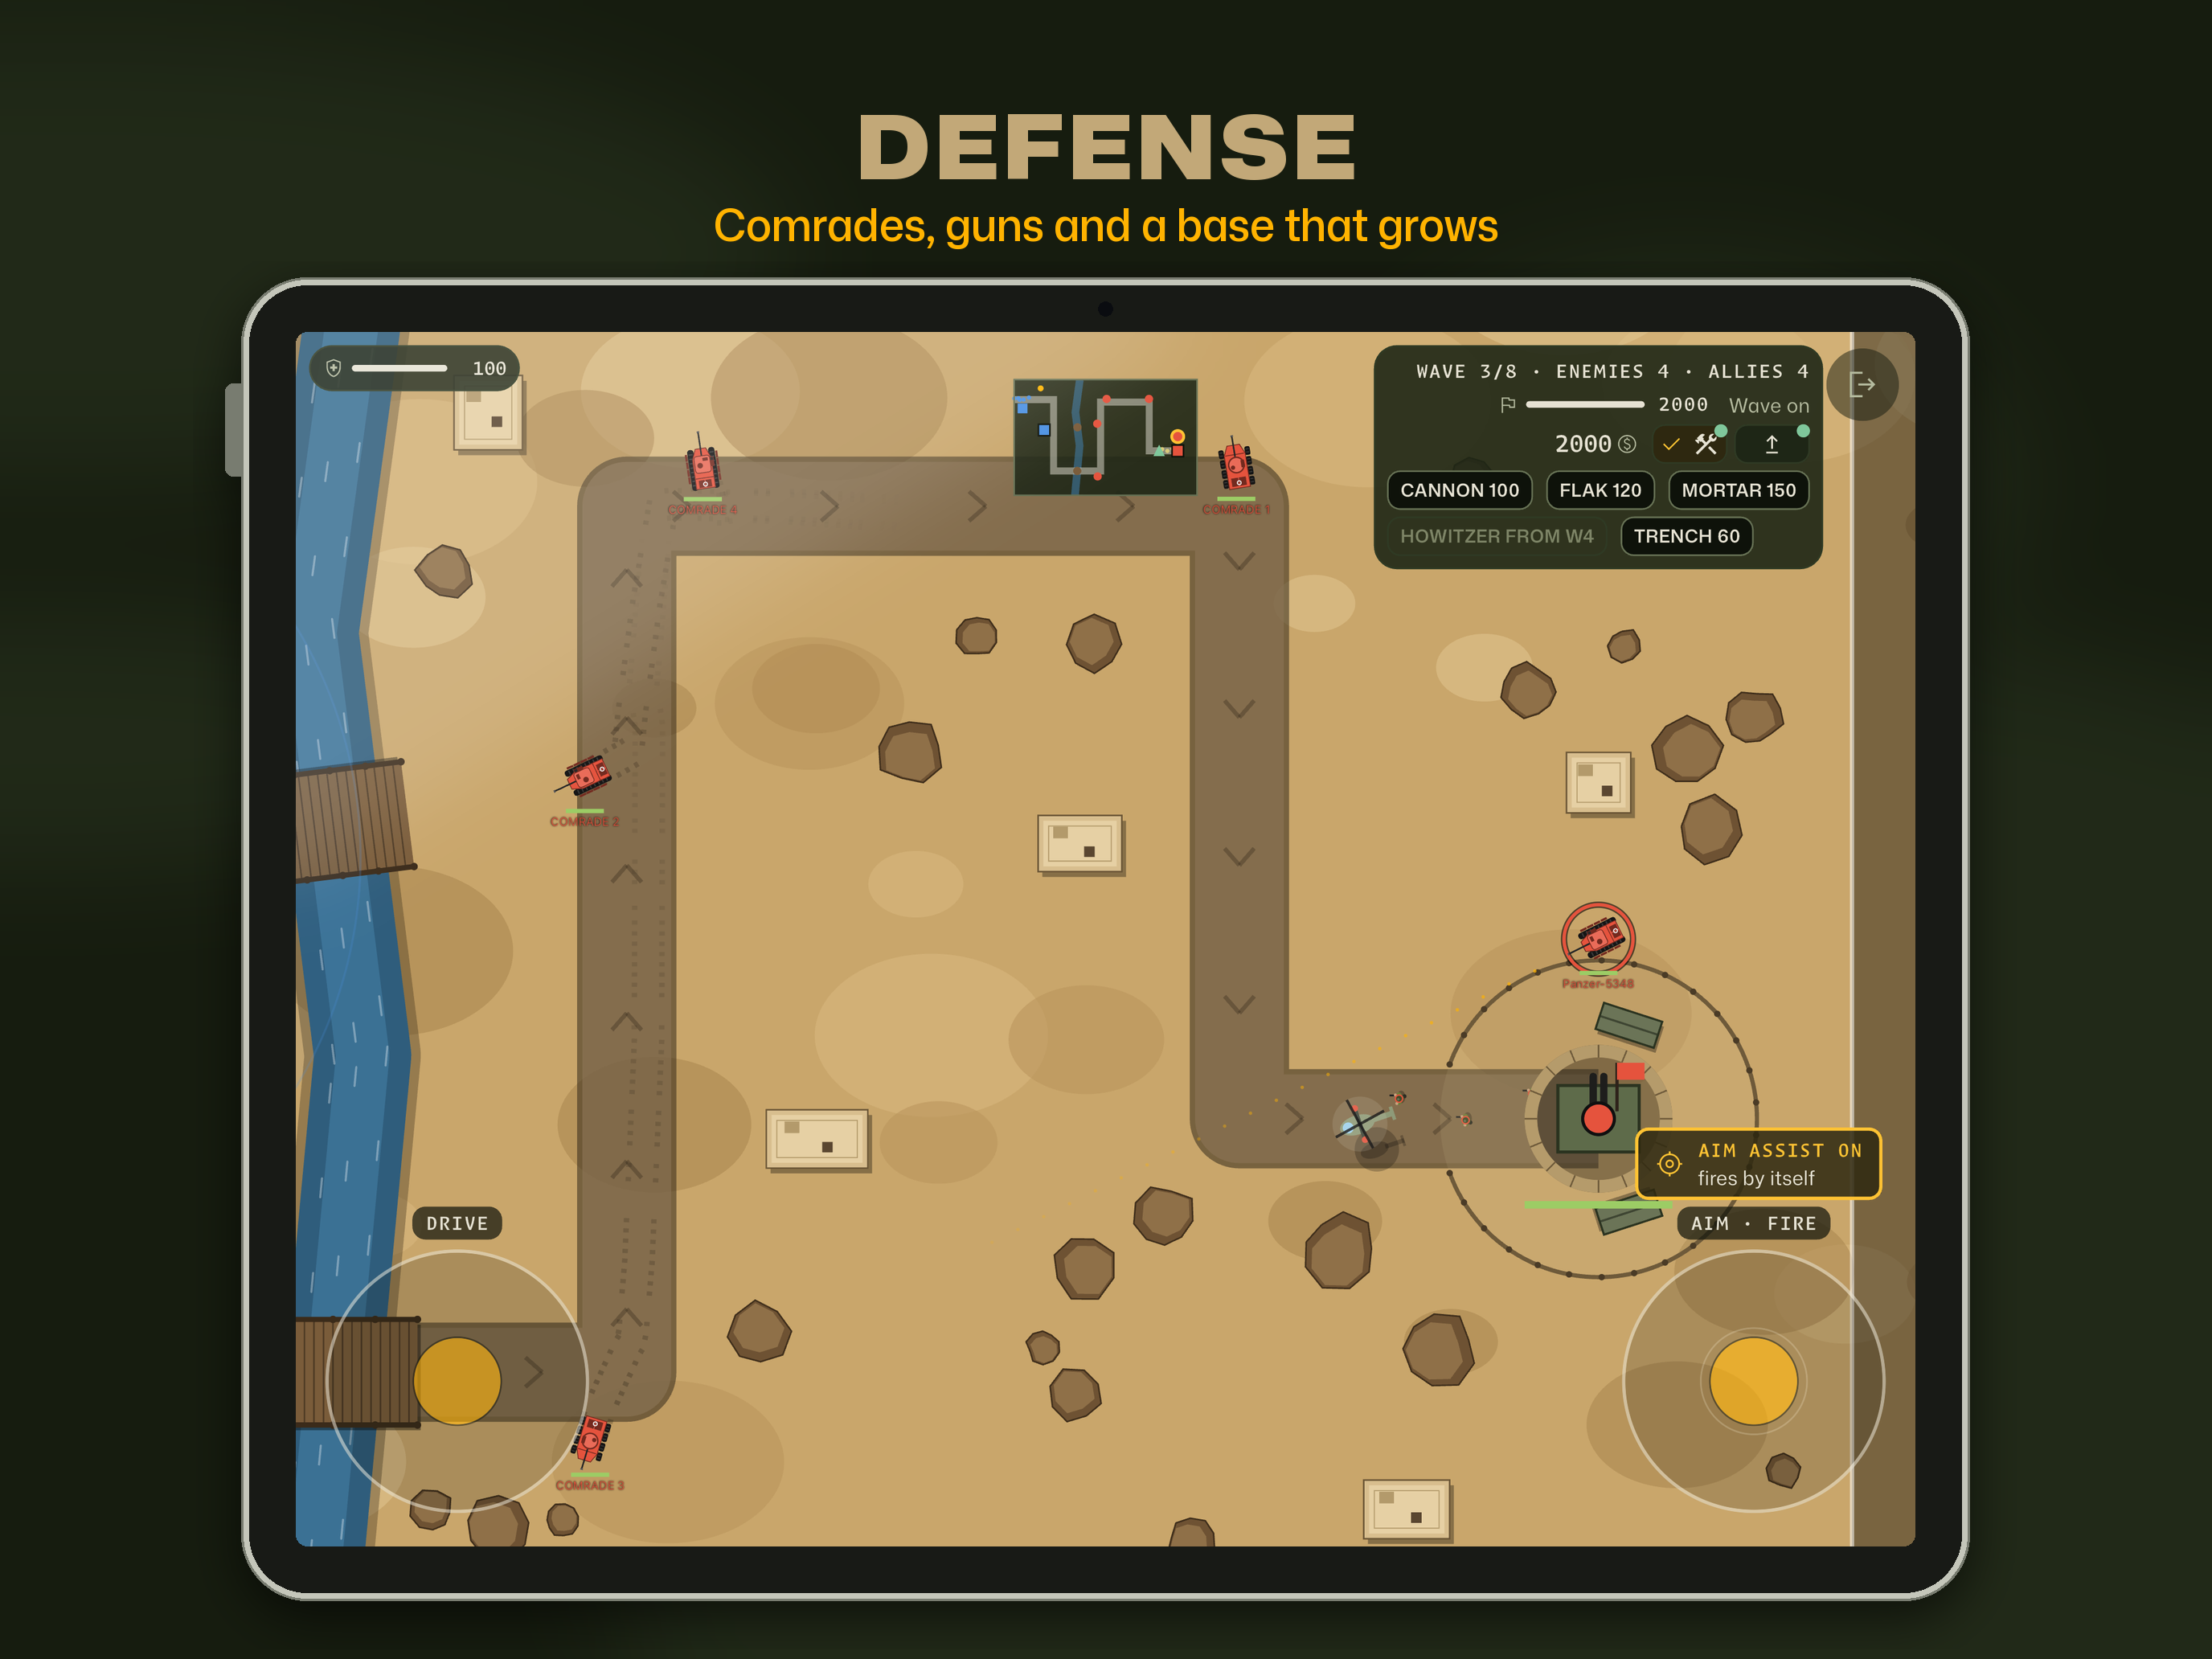 DEFENSE
Comrades, guns and a base that grows
100
WAVE 3/8 · ENEMIES 4 · ALLIES 4
2000 Wave on
2000
CANNON 100 FLAK 120 MORTAR 150
HOWITZER FROM W4 TRENCH 60
COMRADE 4
COMRADE 1
COMRADE 2
Panzer-5348
AIM ASSIST ON
fires by itself
DRIVE
AIM · FIRE
COMRADE 3